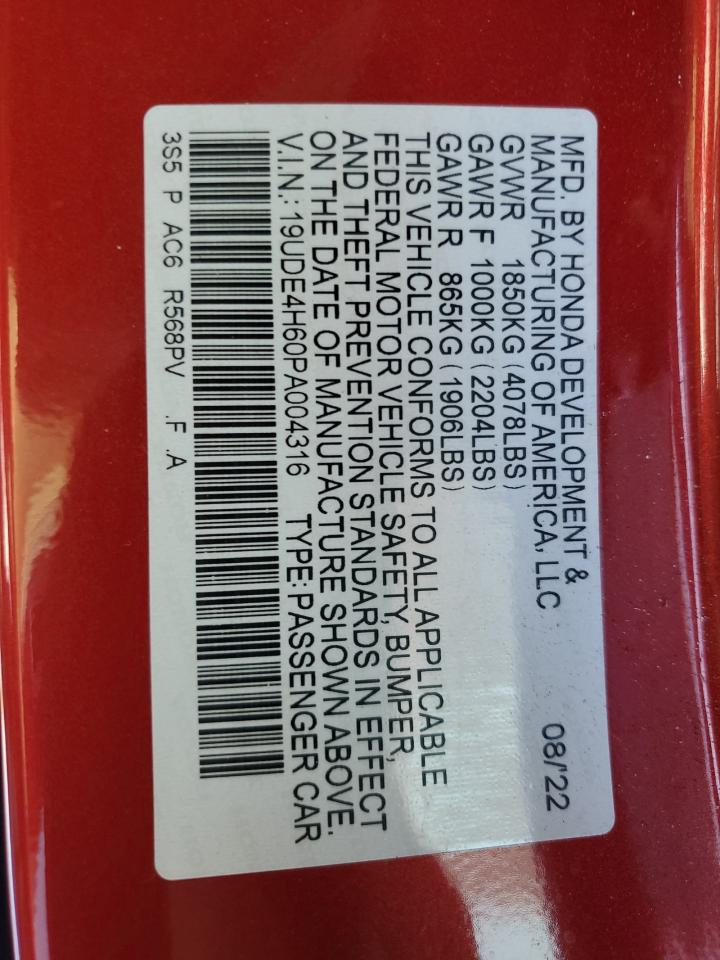 MFD. BY HONDA DEVELOPMENT &
MANUFACTURING OF AMERICA, LLC 08/'22
GVWR 1850KG (4078LBS)
GAWR F 1000KG (2204LBS)
GAWR R 865KG (1906LBS)
THIS VEHICLE CONFORMS TO ALL APPLICABLE
FEDERAL MOTOR VEHICLE SAFETY, BUMPER,
AND THEFT PREVENTION STANDARDS IN EFFECT
ON THE DATE OF MANUFACTURE SHOWN ABOVE.
V.I.N.: 19UDE4H60PA004316 TYPE: PASSENGER CAR
3S5 P AC6 R568PV .F .A